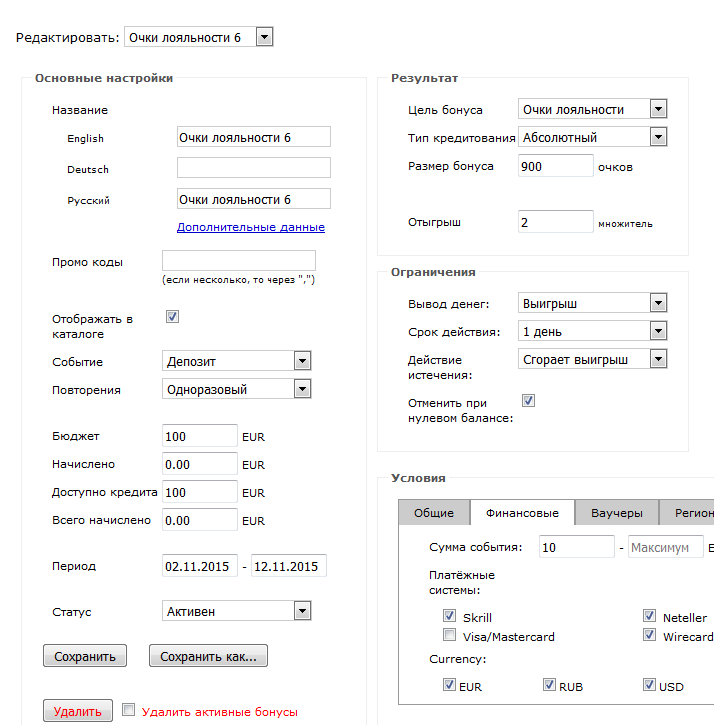 Редактировать: Очки лояльности 6
Основные настройки
Название
English Очки лояльности 6
Deutsch
Русский Очки лояльности 6
Дополнительные данные
Промо коды
(если несколько, то через ",")
Отображать в
каталоге
Событие Депозит
Повторения Одноразовый
Бюджет 100 EUR
Начислено 0.00 EUR
Доступно кредита 100 EUR
Всего начислено 0.00 EUR
Период 02.11.2015 - 12.11.2015
Статус Активен
Сохранить Сохранить как...
Удалить Удалить активные бонусы
Результат
Цель бонуса Очки лояльности
Тип кредитования Абсолютный
Размер бонуса 900 очков
Отыгрыш 2 множитель
Ограничения
Вывод денег: Выигрыш
Срок действия: 1 день
Действие
истечения: Сгорает выигрыш
Отменить при
нулевом балансе:
Условия
Общие Финансовые Ваучеры Регион
Сумма события: 10 - Максимум E
Платёжные
системы:
Skrill Neteller
Visa/Mastercard Wirecard
Currency:
EUR RUB USD